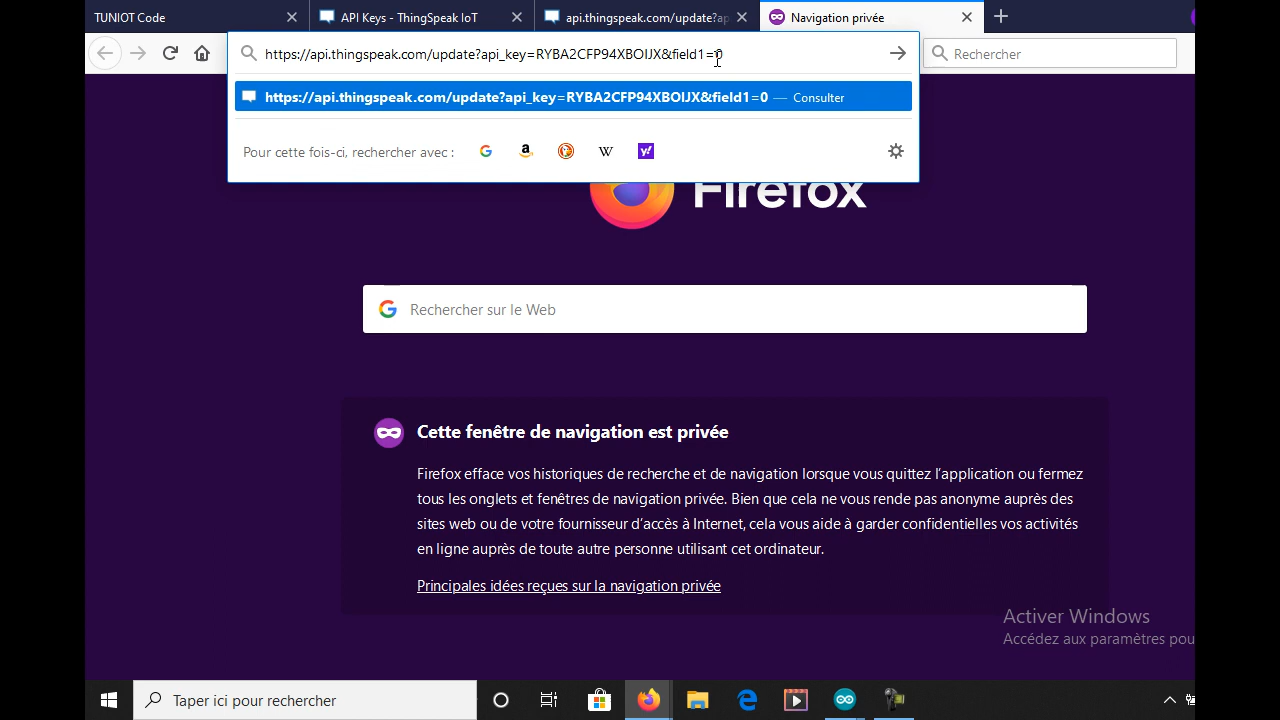 TUNIOT Code
API Keys - ThingSpeak IoT
api.thingspeak.com/update?ap
Navigation privée
https://api.thingspeak.com/update?api_key=RYBA2CFP94XBOIJX&field1=0
Rechercher
https://api.thingspeak.com/update?api_key=RYBA2CFP94XBOIJX&field1=0 — Consulter
Pour cette fois-ci, rechercher avec :
Firefox
Rechercher sur le Web
Cette fenêtre de navigation est privée
Firefox efface vos historiques de recherche et de navigation lorsque vous quittez l'application ou fermez
tous les onglets et fenêtres de navigation privée. Bien que cela ne vous rende pas anonyme auprès des
sites web ou de votre fournisseur d'accès à Internet, cela vous aide à garder confidentielles vos activités
en ligne auprès de toute autre personne utilisant cet ordinateur.
Principales idées reçues sur la navigation privée
Activer Windows
Accédez aux paramètres pou
Taper ici pour rechercher